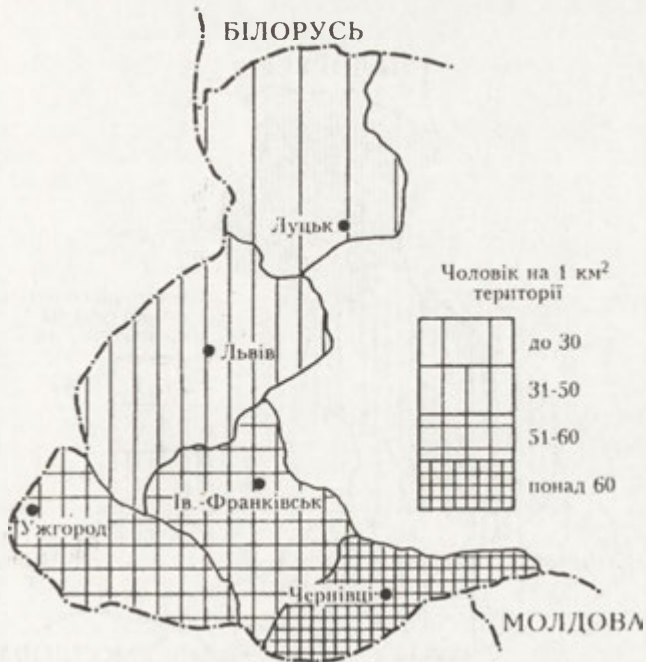 БІЛОРУСЬ
Луцьк
Чоловік на 1 км²
території
до 30
31-50
51-60
понад 60
Львів
Ів.-Франківськ
Ужгород
Чернівці
МОЛДОВА